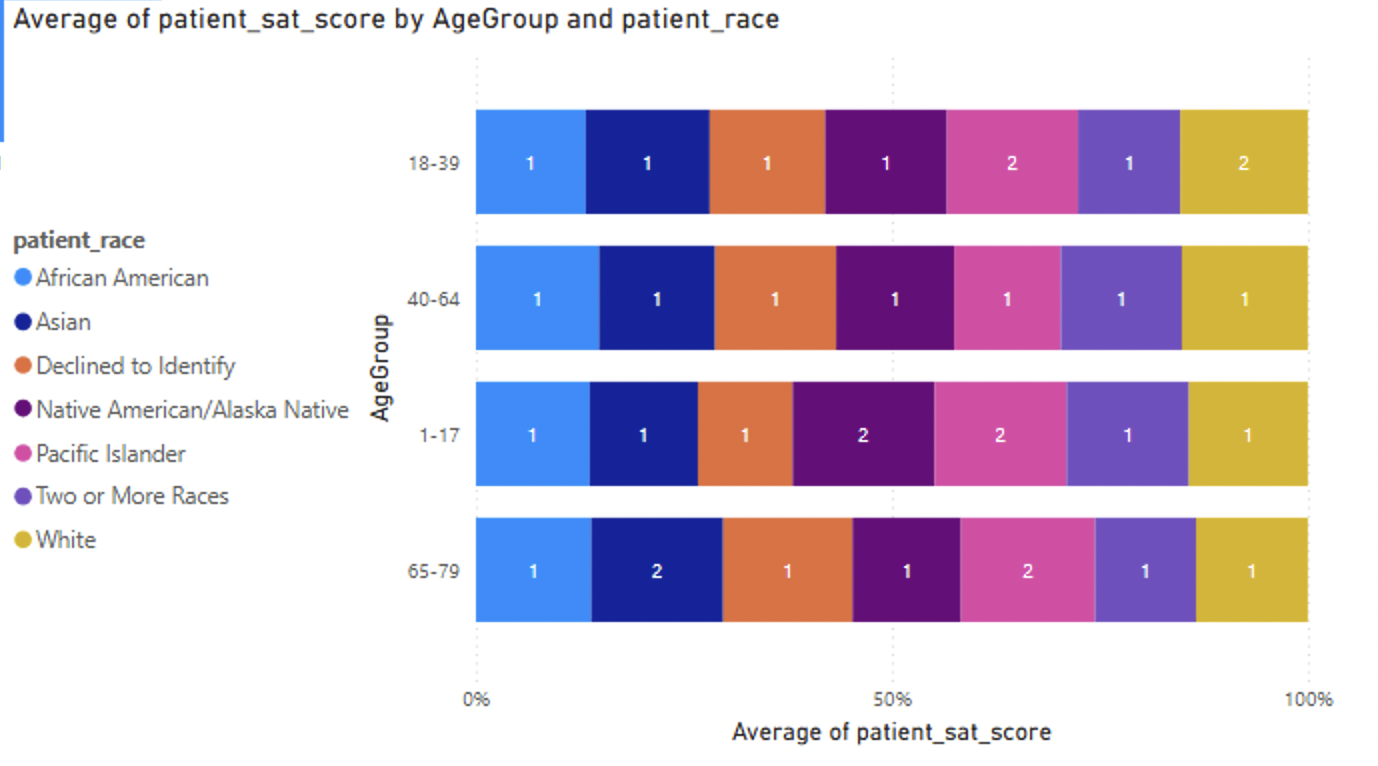 Average of patient_sat_score by AgeGroup and patient_race
patient_race
African American
Asian
Declined to Identify
Native American/Alaska Native
Pacific Islander
Two or More Races
White
AgeGroup
18-39 1 1 1 1 2 1 2
40-64 1 1 1 1 1 1 1
1-17 1 1 1 2 2 1 1
65-79 1 2 1 1 2 1 1
0% 50% 100%
Average of patient_sat_score